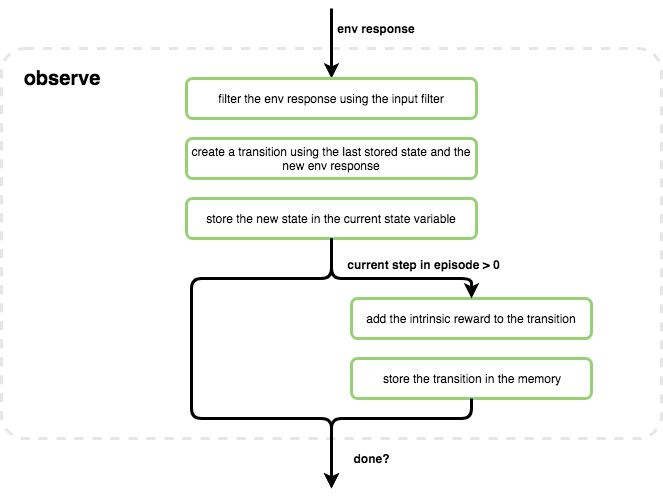 env response
observe
filter the env response using the input filter
create a transition using the last stored state and the
new env response
store the new state in the current state variable
current step in episode > 0
add the intrinsic reward to the transition
store the transition in the memory
done?